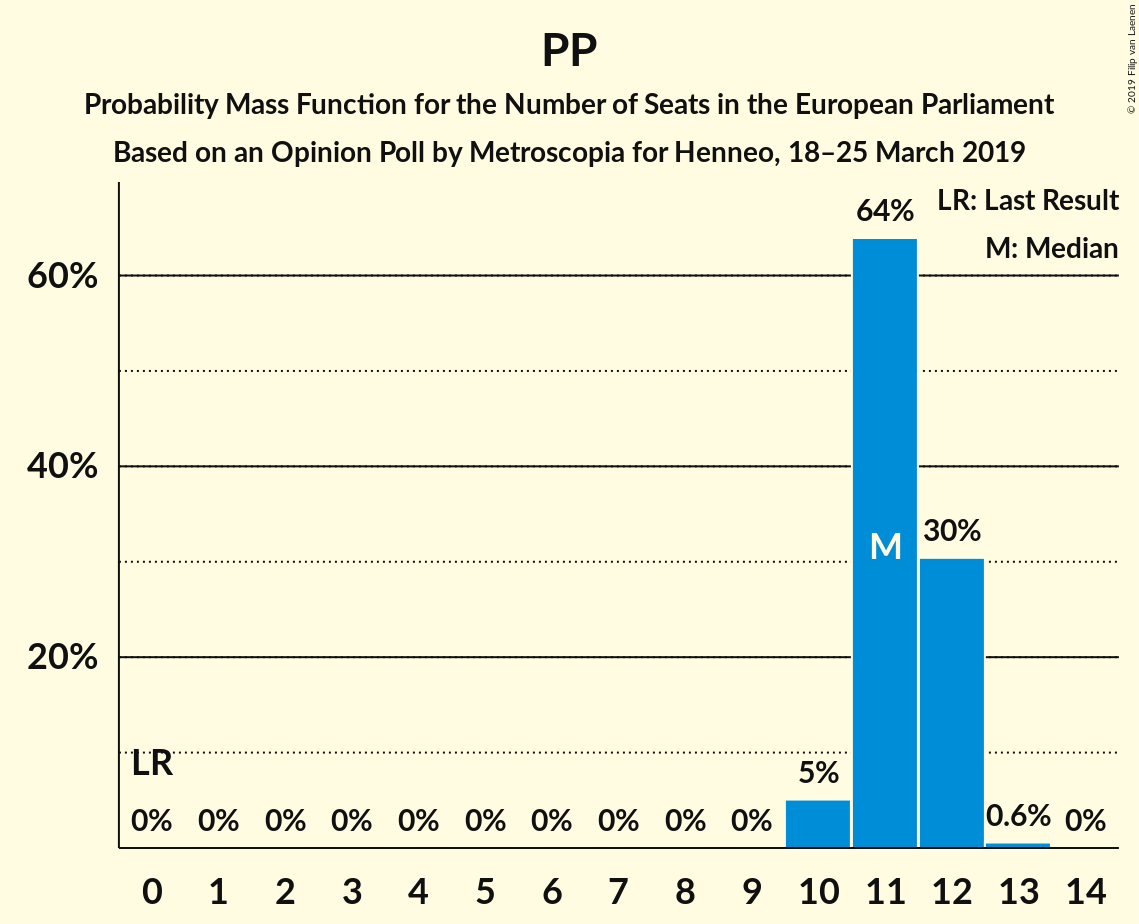 PP
Probability Mass Function for the Number of Seats in the European Parliament
Based on an Opinion Poll by Metroscopia for Henneo, 18–25 March 2019
© 2019 Filip van Laenen
LR: Last Result
M: Median
64%
60%
40%
30%
M
20%
LR
5%
0% 0% 0% 0% 0% 0% 0% 0% 0% 0% 0.6% 0%
0 1 2 3 4 5 6 7 8 9 10 11 12 13 14